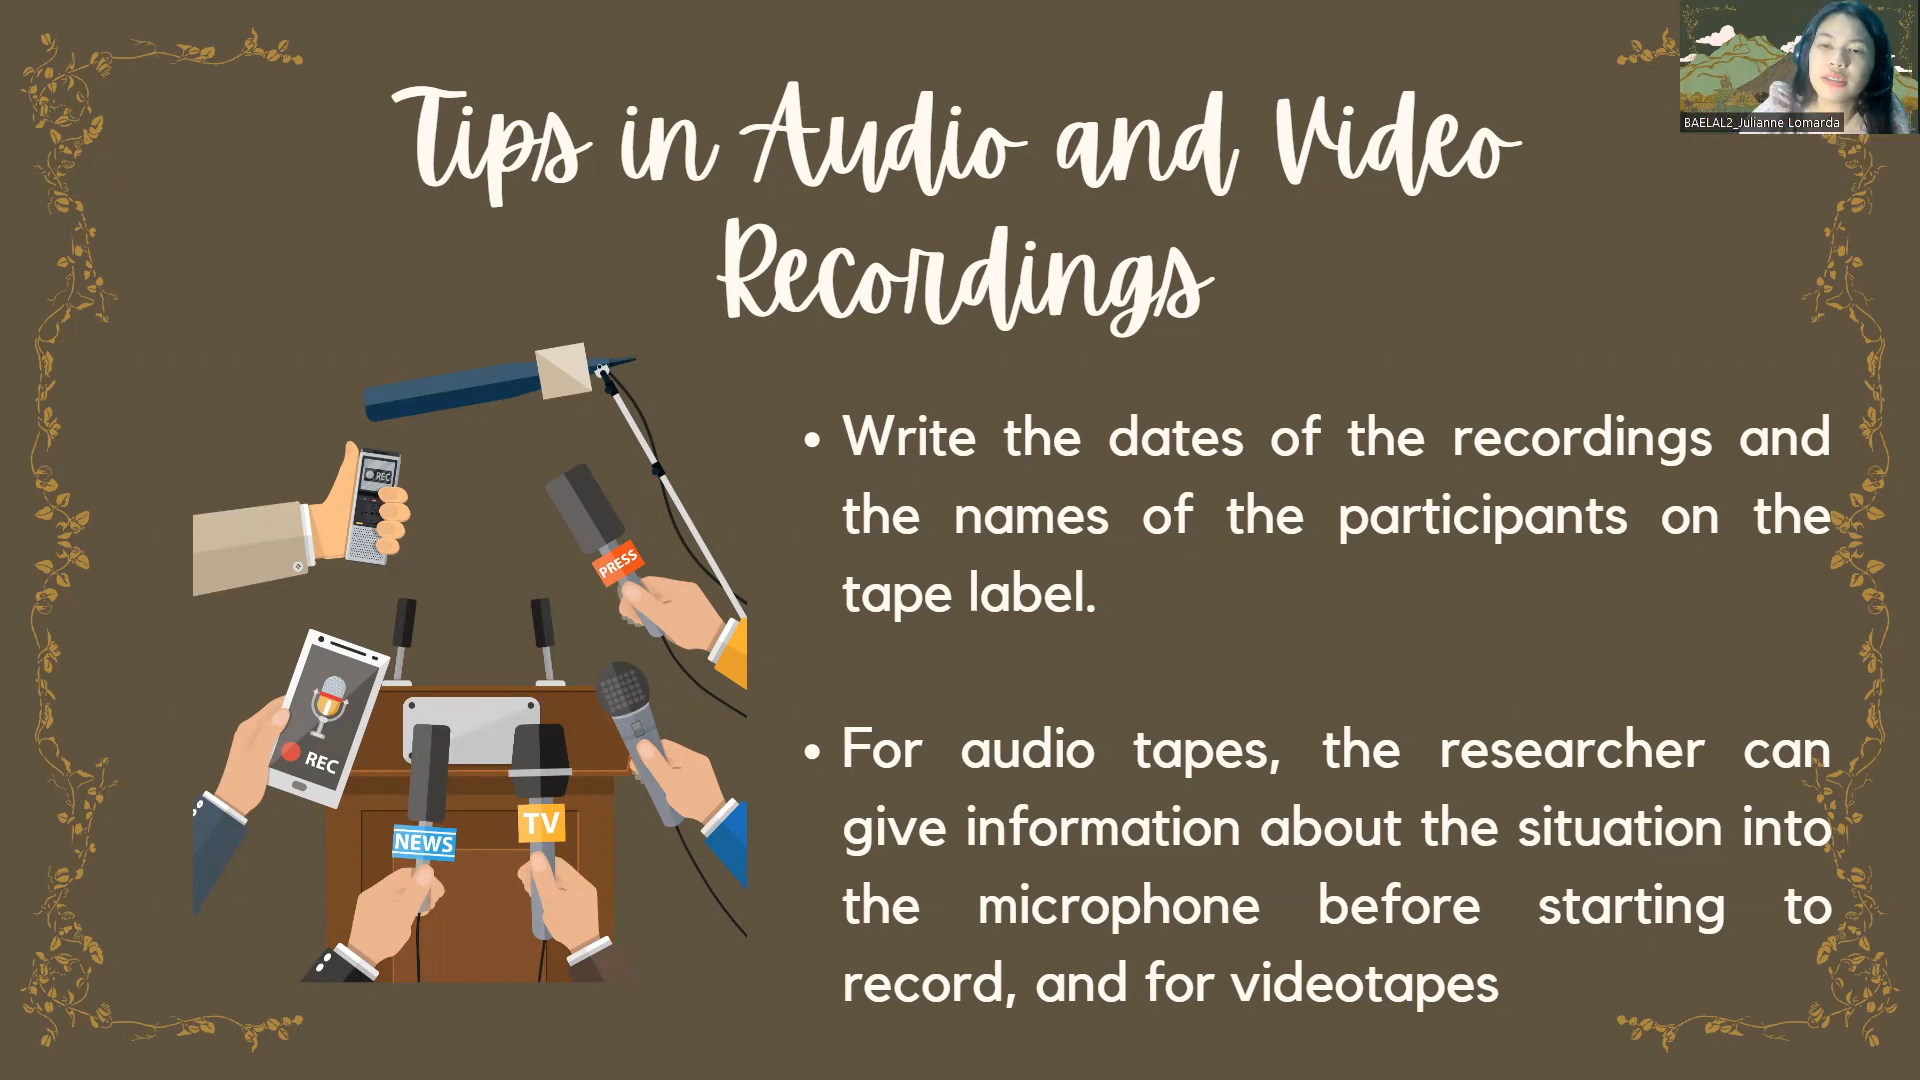 BAELAL2_Julianne Lomarda
Tips in Audio and Video
Recordings
REC
PRESS
REC
NEWS
TV
• Write the dates of the recordings and
the names of the participants on the
tape label.
• For audio tapes, the researcher can
give information about the situation into
the microphone before starting to
record, and for videotapes